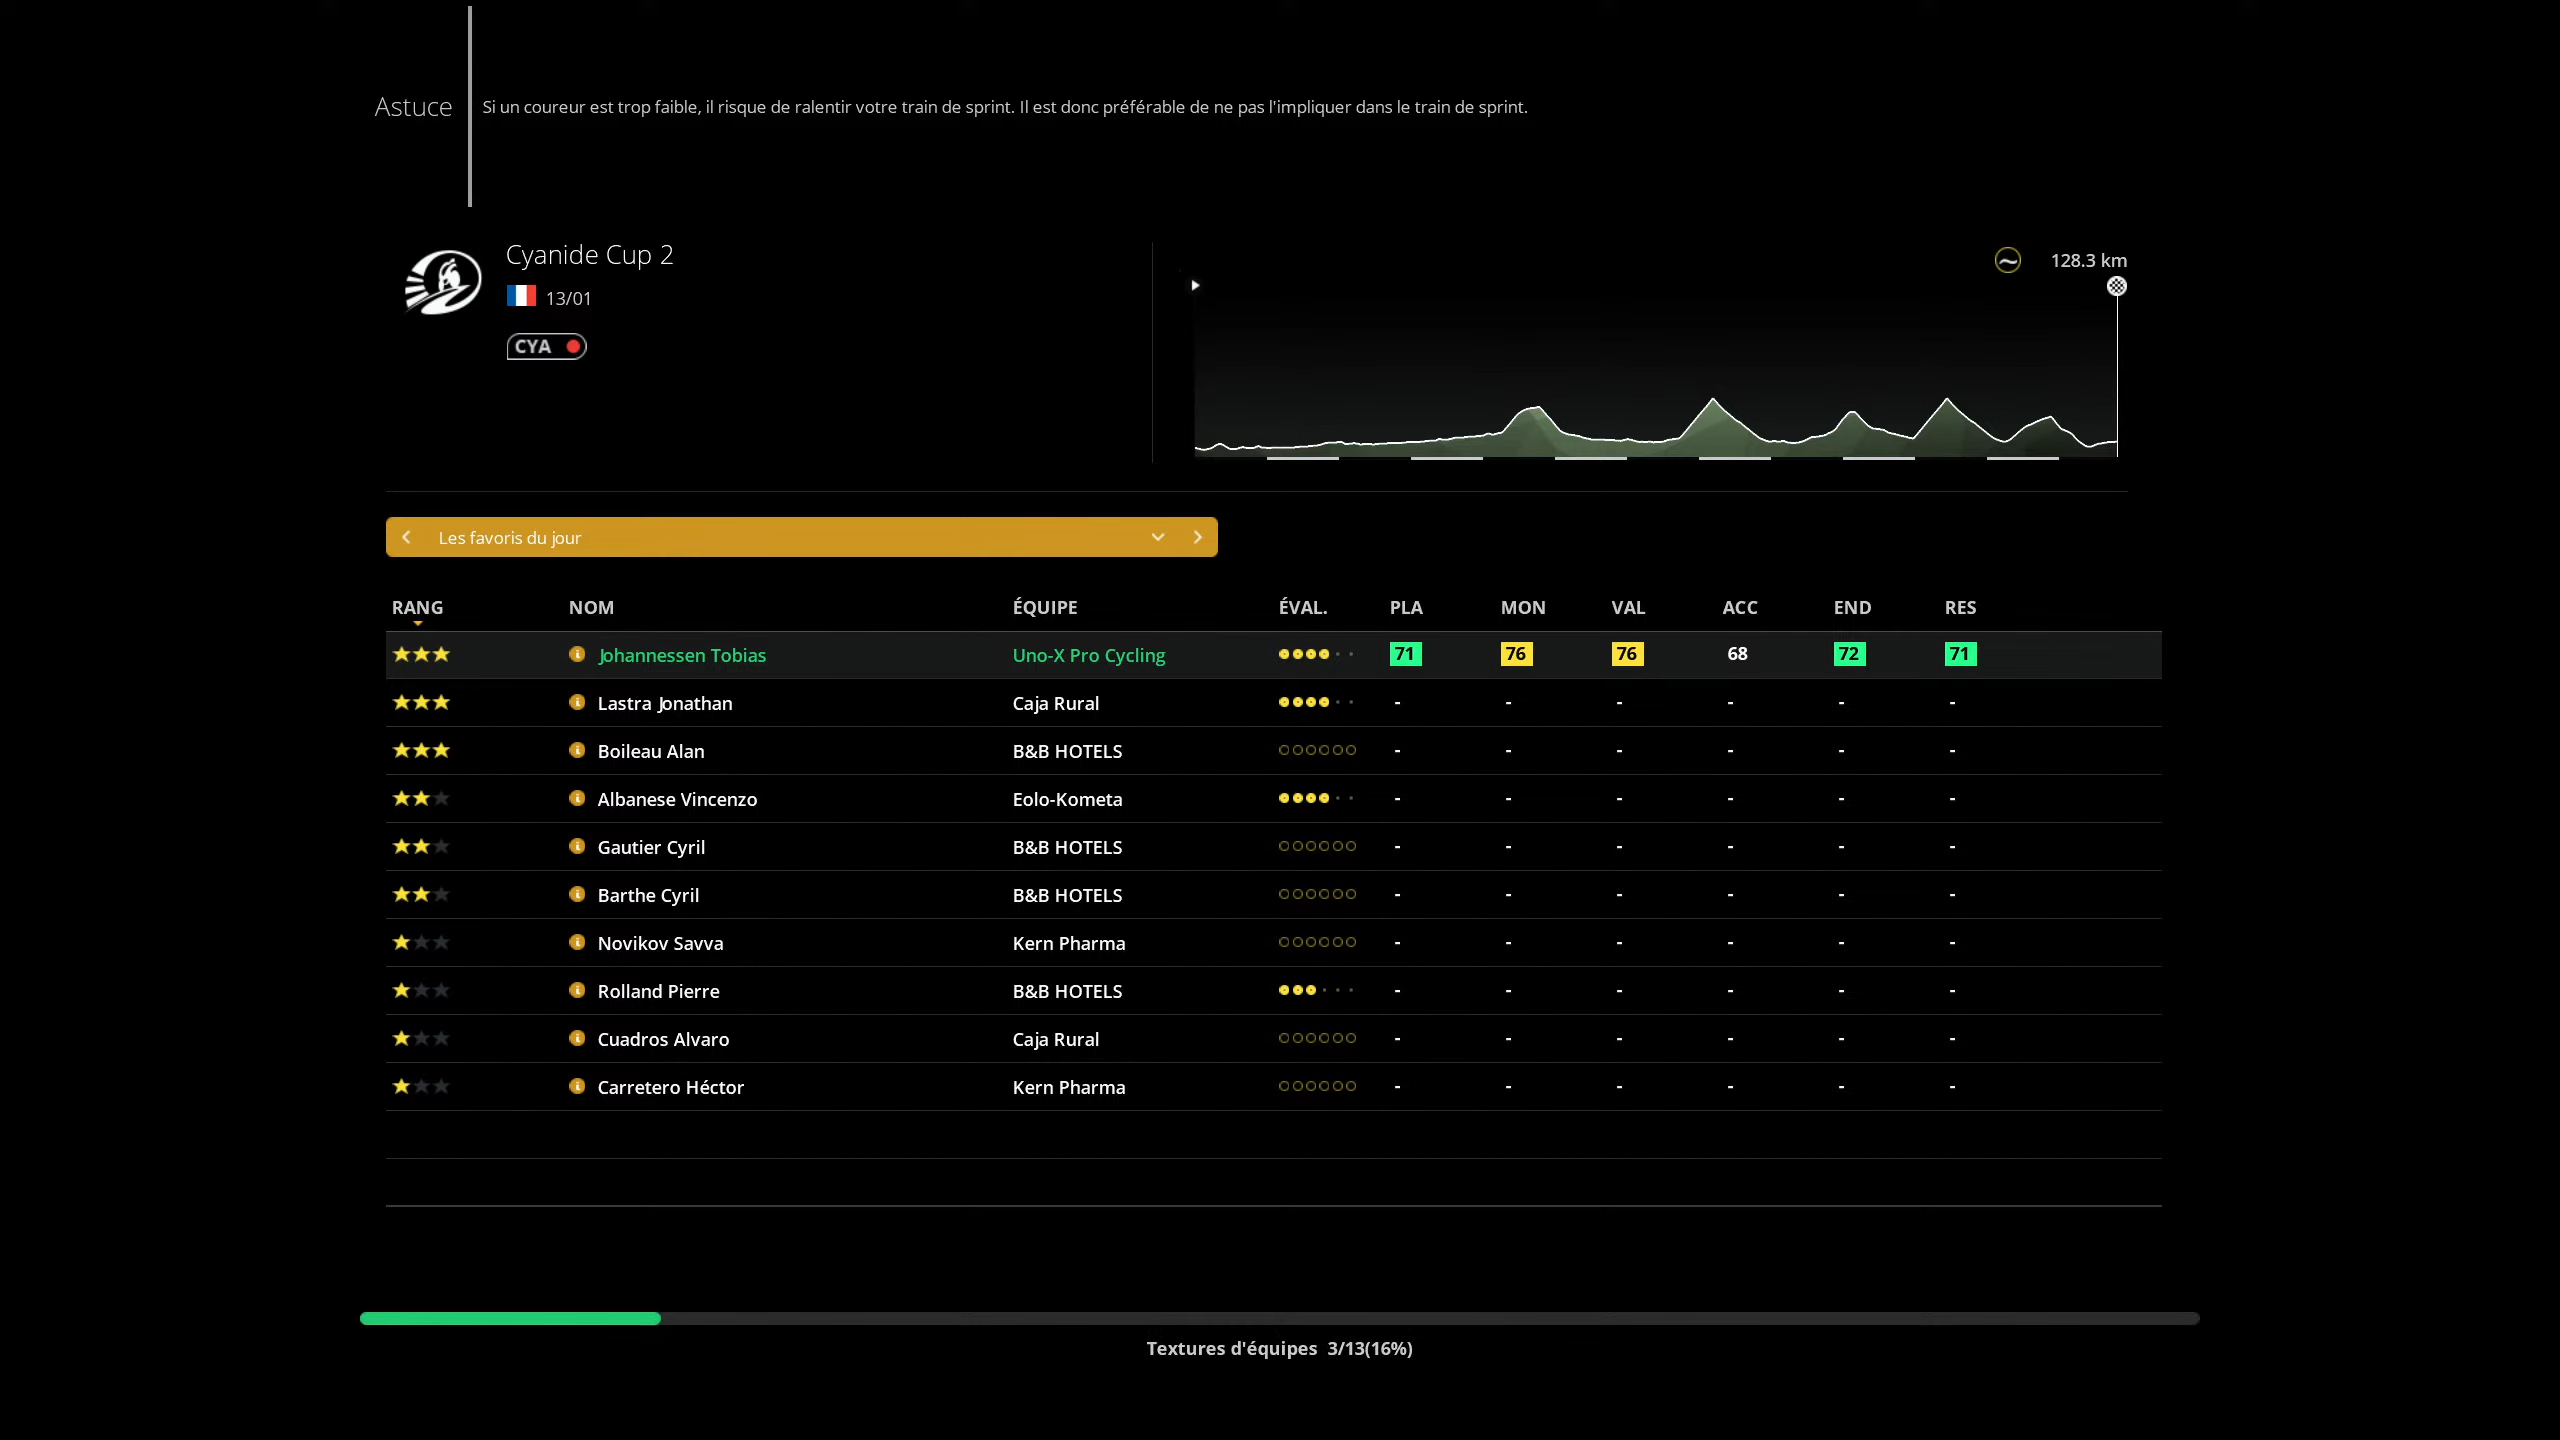 Astuce
Si un coureur est trop faible, il risque de ralentir votre train de sprint. Il est donc préférable de ne pas l'impliquer dans le train de sprint.
Cyanide Cup 2
13/01
CYA
128.3 km
Les favoris du jour
RANG NOM ÉQUIPE ÉVAL. PLA MON VAL ACC END RES
Johannessen Tobias Uno-X Pro Cycling 71 76 76 68 72 71
Lastra Jonathan Caja Rural - - - - - -
Boileau Alan B&B HOTELS - - - - - -
Albanese Vincenzo Eolo-Kometa - - - - - -
Gautier Cyril B&B HOTELS - - - - - -
Barthe Cyril B&B HOTELS - - - - - -
Novikov Savva Kern Pharma - - - - - -
Rolland Pierre B&B HOTELS - - - - - -
Cuadros Alvaro Caja Rural - - - - - -
Carretero Héctor Kern Pharma - - - - - -
Textures d'équipes 3/13(16%)